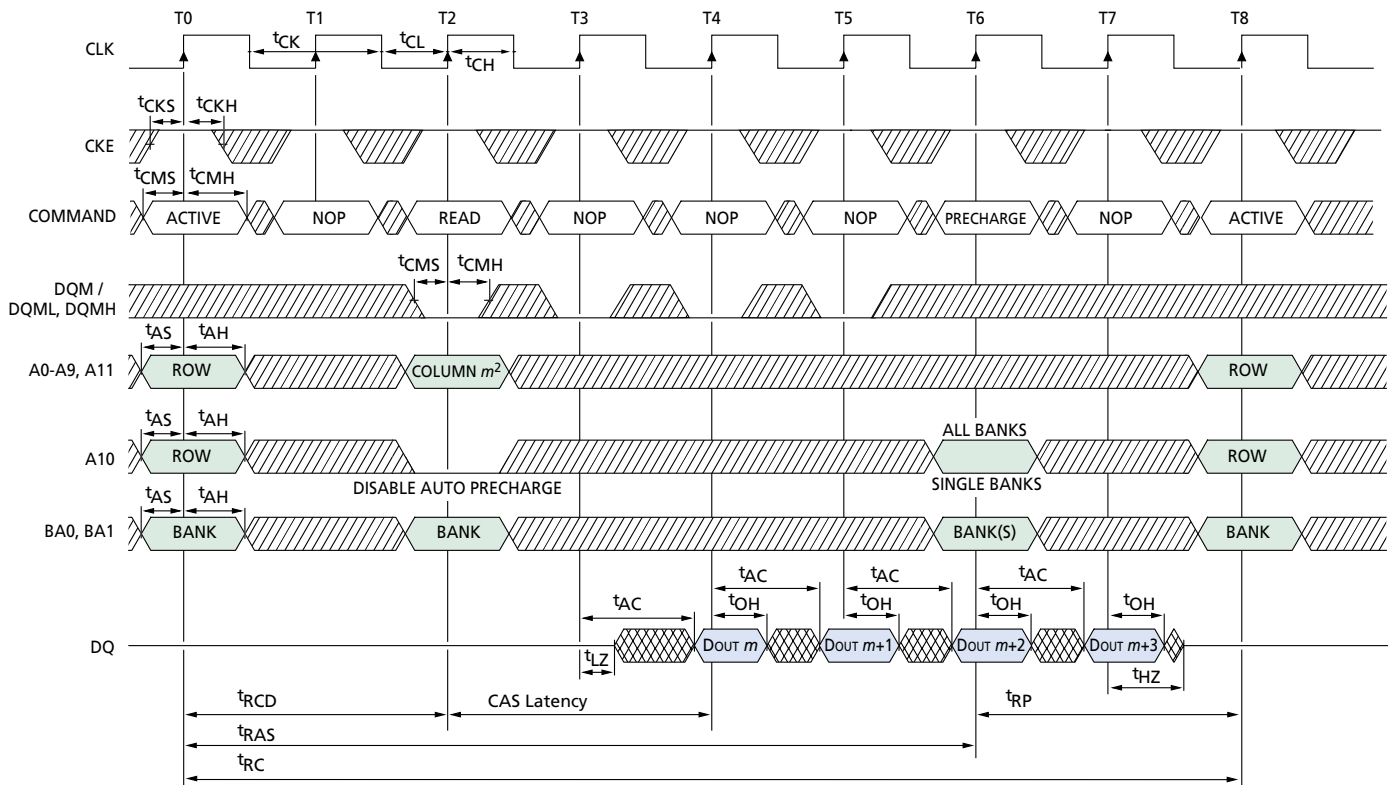 T0 T1 T2 T3 T4 T5 T6 T7 T8
CLK
tCK tCL tCH
tCKS tCKH
CKE
tCMS tCMH
COMMAND ACTIVE NOP READ NOP NOP NOP PRECHARGE NOP ACTIVE
tCMS tCMH
DQM /
DQML, DQMH
tAS tAH
A0-A9, A11 ROW COLUMN m2 ROW
tAS tAH ALL BANKS
A10 ROW ROW
DISABLE AUTO PRECHARGE SINGLE BANKS
tAS tAH
BA0, BA1 BANK BANK BANK(S) BANK
tAC tAC tAC
tAC tOH tOH tOH tOH
DQ DOUT m DOUT m+1 DOUT m+2 DOUT m+3
tLZ tHZ
tRCD CAS Latency tRP
tRAS
tRC